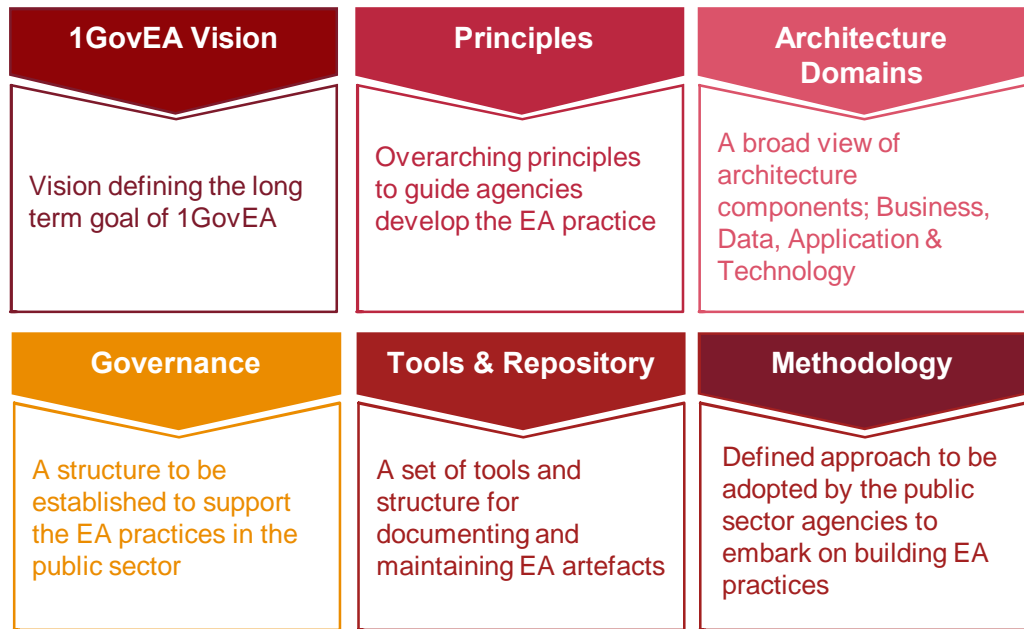 1GovEA Vision
Vision defining the long
term goal of 1GovEA
Principles
Overarching principles
to guide agencies
develop the EA practice
Architecture
Domains
A broad view of
architecture
components; Business,
Data, Application &
Technology
Governance
A structure to be
established to support
the EA practices in the
public sector
Tools & Repository
A set of tools and
structure for
documenting and
maintaining EA artefacts
Methodology
Defined approach to be
adopted by the public
sector agencies to
embark on building EA
practices